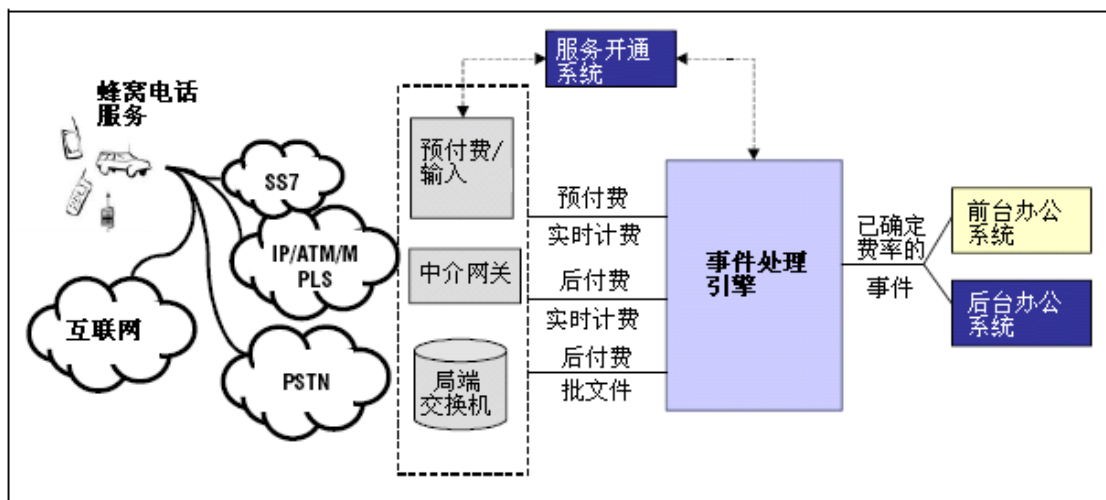 服务开通
系统
蜂窝电话
服务
预付费/
输入
SS7
IP/ATM/M
PLS
互联网
PSTN
中介网关
局端
交换机
预付费
实时计费
后付费
实时计费
后付费
批文件
事件处理
引擎
已确定
费率的
事件
前台办公
系统
后台办公
系统